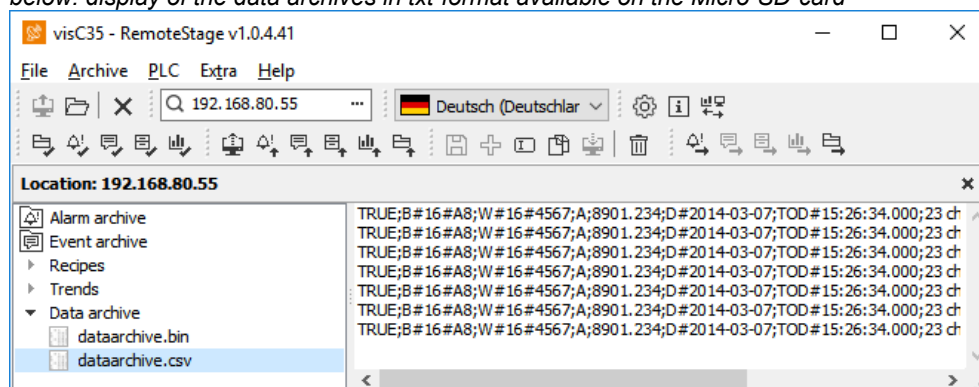 below: display of the data archives in txt format available on the Micro SD-card
visC35 - RemoteStage v1.0.4.41
File Archive PLC Extra Help
192.168.80.55 ... Deutsch (Deutschlar
Location: 192.168.80.55
Alarm archive
Event archive
Recipes
Trends
Data archive
dataarchive.bin
dataarchive.csv
TRUE;B#16#A8;W#16#4567;A;8901.234;D#2014-03-07;TOD#15:26:34.000;23 ch
TRUE;B#16#A8;W#16#4567;A;8901.234;D#2014-03-07;TOD#15:26:34.000;23 ch
TRUE;B#16#A8;W#16#4567;A;8901.234;D#2014-03-07;TOD#15:26:34.000;23 ch
TRUE;B#16#A8;W#16#4567;A;8901.234;D#2014-03-07;TOD#15:26:34.000;23 ch
TRUE;B#16#A8;W#16#4567;A;8901.234;D#2014-03-07;TOD#15:26:34.000;23 ch
TRUE;B#16#A8;W#16#4567;A;8901.234;D#2014-03-07;TOD#15:26:34.000;23 ch
TRUE;B#16#A8;W#16#4567;A;8901.234;D#2014-03-07;TOD#15:26:34.000;23 ch